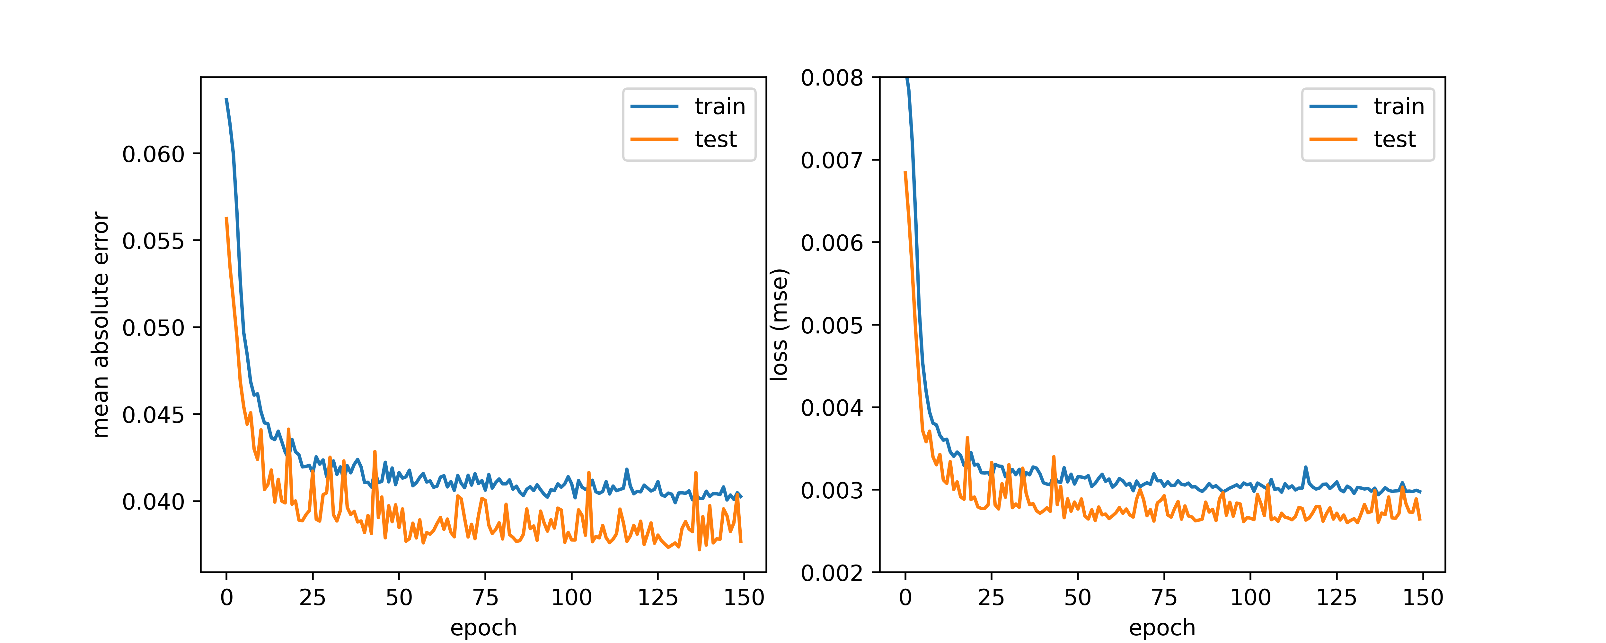 mean absolute error
0.060
0.055
0.050
0.045
0.040
train
test
0 25 50 75 100 125 150
epoch
loss (mse)
0.008
0.007
0.006
0.005
0.004
0.003
0.002
train
test
0 25 50 75 100 125 150
epoch